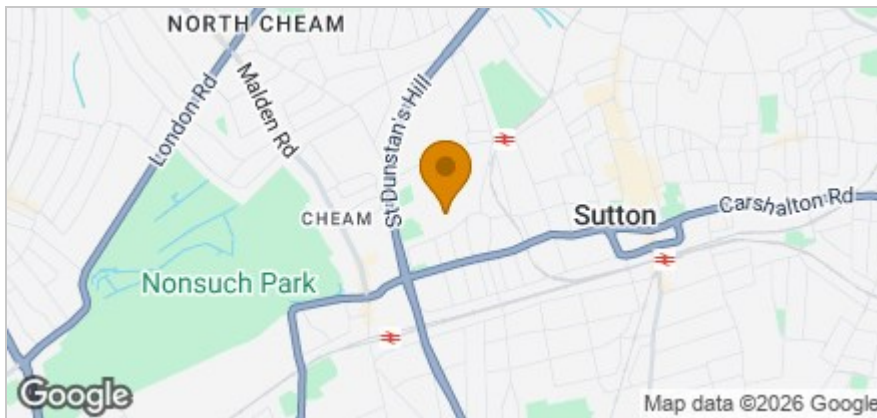 NORTH CHEAM
London Rd
Malden Rd
St Dunstan's Hill
CHEAM
Sutton
Carshalton Rd
Nonsuch Park
Google
Map data ©2026 Google